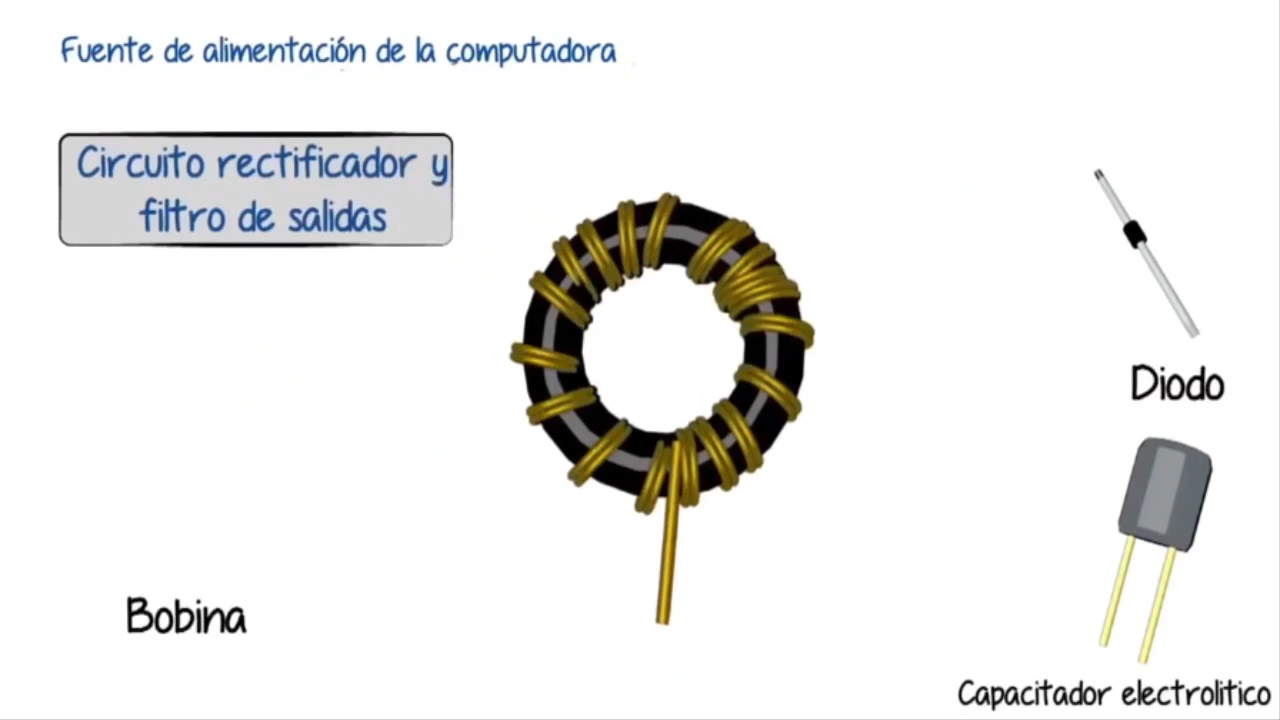 Fuente de alimentación de la computadora
Circuito rectificador y
filtro de salidas
Diodo
Bobina
Capacitador electrolitico